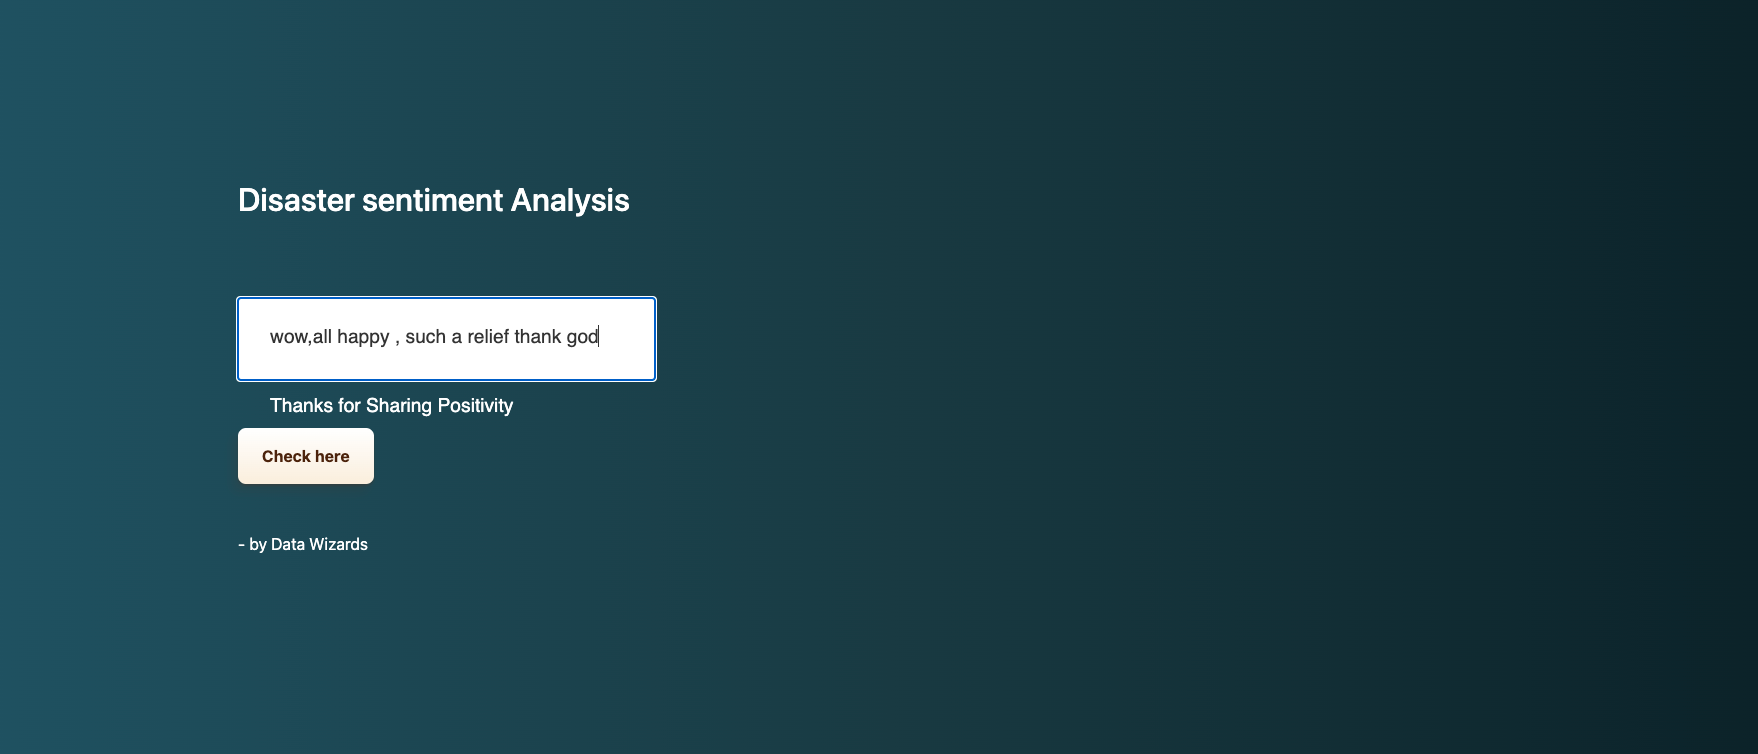 Disaster sentiment Analysis
wow,all happy , such a relief thank god
Thanks for Sharing Positivity
Check here
- by Data Wizards